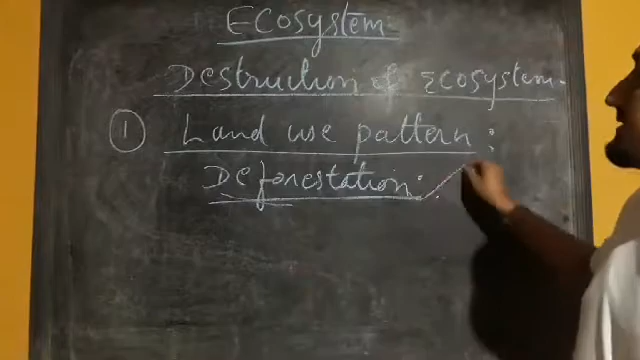 Ecosystem
Destruction of Ecosystem.
① Land use pattern :
Deforestation :